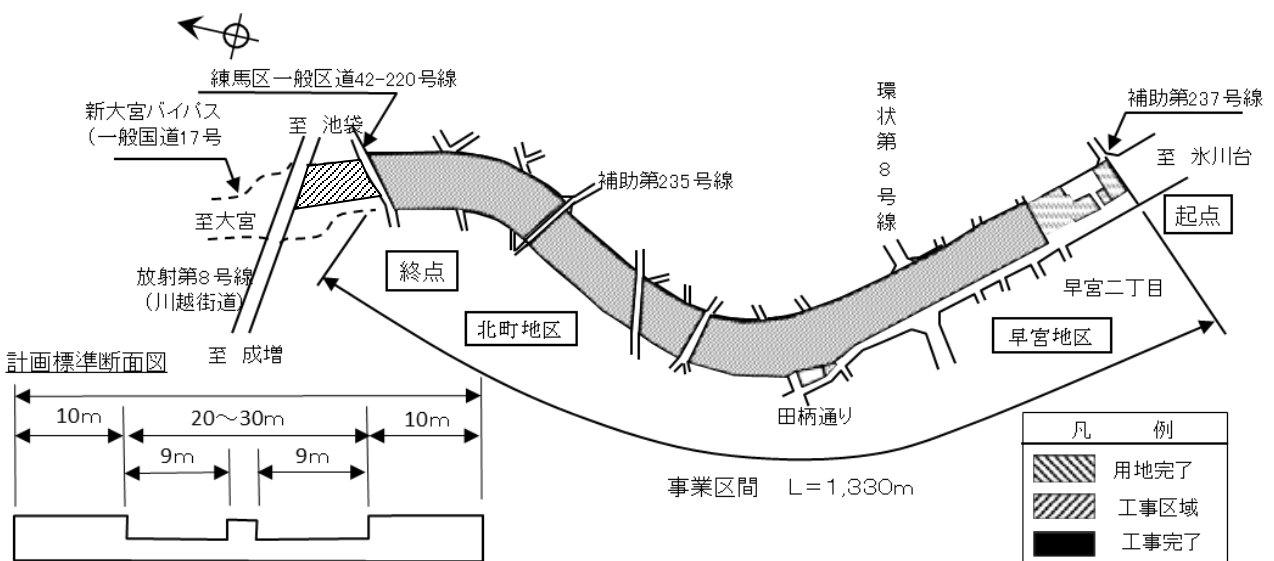 練馬区一般区道42-220号線
新大宮バイパス
(一般国道17号
至 池袋
環状第8号線
補助第237号線
至 氷川台
補助第235号線
至大宮
起点
終点
放射第8号線
(川越街道)
早宮二丁目
北町地区
早宮地区
至 成増
計画標準断面図
田柄通り
10m
20～30m
10m
9m
9m
事業区間 L=1,330m
凡 例
用地完了
工事区域
工事完了